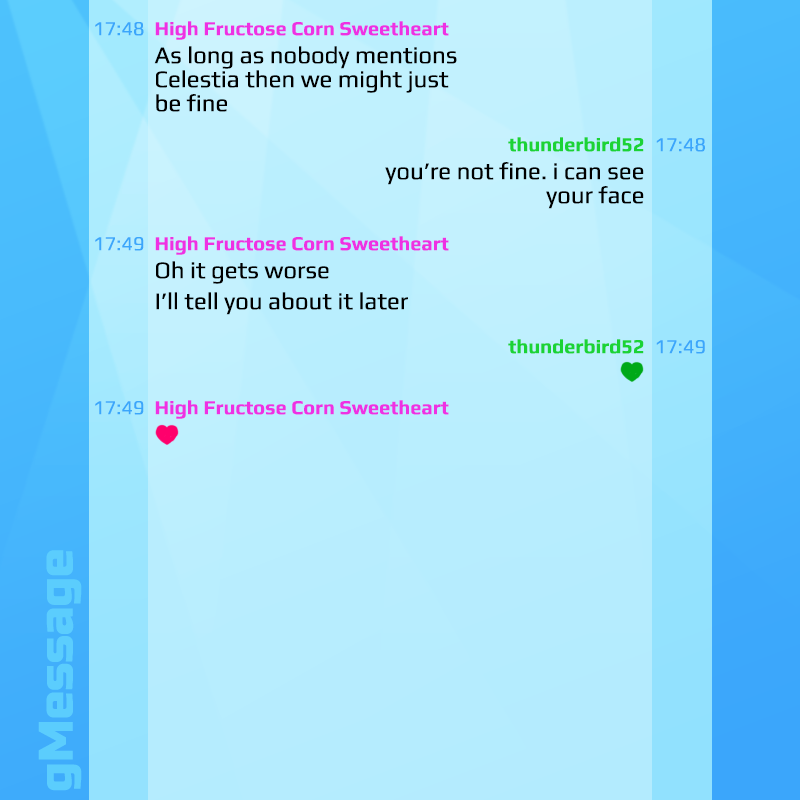 17:48 High Fructose Corn Sweetheart
As long as nobody mentions
Celestia then we might just
be fine
thunderbird52 17:48
you’re not fine. i can see
your face
17:49 High Fructose Corn Sweetheart
Oh it gets worse
I’ll tell you about it later
thunderbird52 17:49
17:49 High Fructose Corn Sweetheart
gMessage